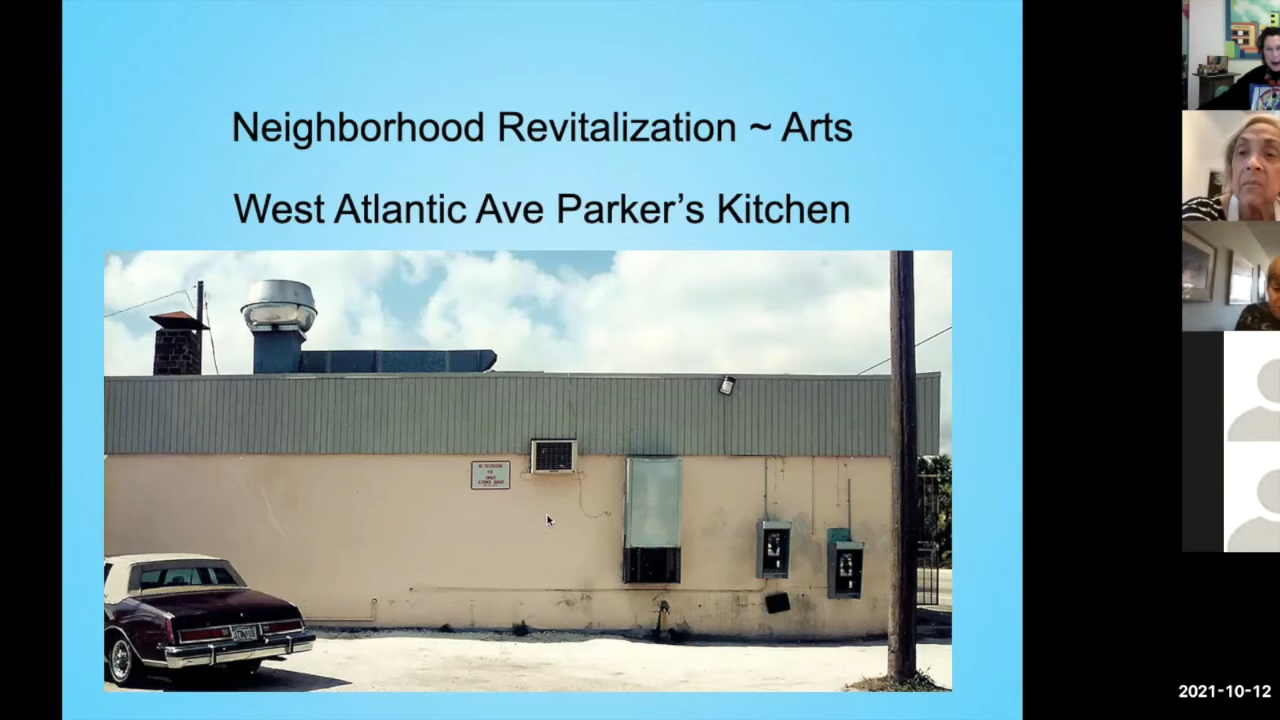 Neighborhood Revitalization ~ Arts
West Atlantic Ave Parker's Kitchen
2021-10-12